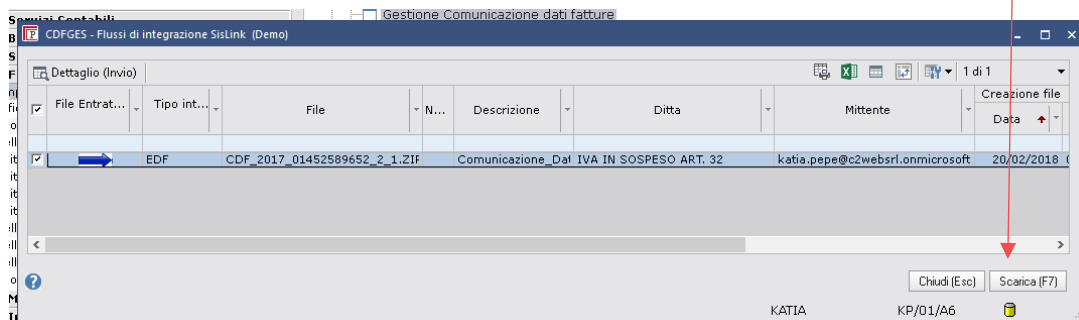 Servizi Contabili
Gestione Comunicazione dati fatture
CDFGES - Flussi di integrazione SisLink (Demo)
Dettaglio (Invio)
1 di 1
File Entrat... Tipo int... File N... Descrizione Ditta Mittente Creazione file
Data
EDF CDF_2017_01452589652_2_1.ZIF Comunicazione_Dat IVA IN SOSPESO ART. 32 katia.pepe@c2websrl.onmicrosoft 20/02/2018
Chiudi (Esc) Scarica (F7)
KATIA KP/01/A6